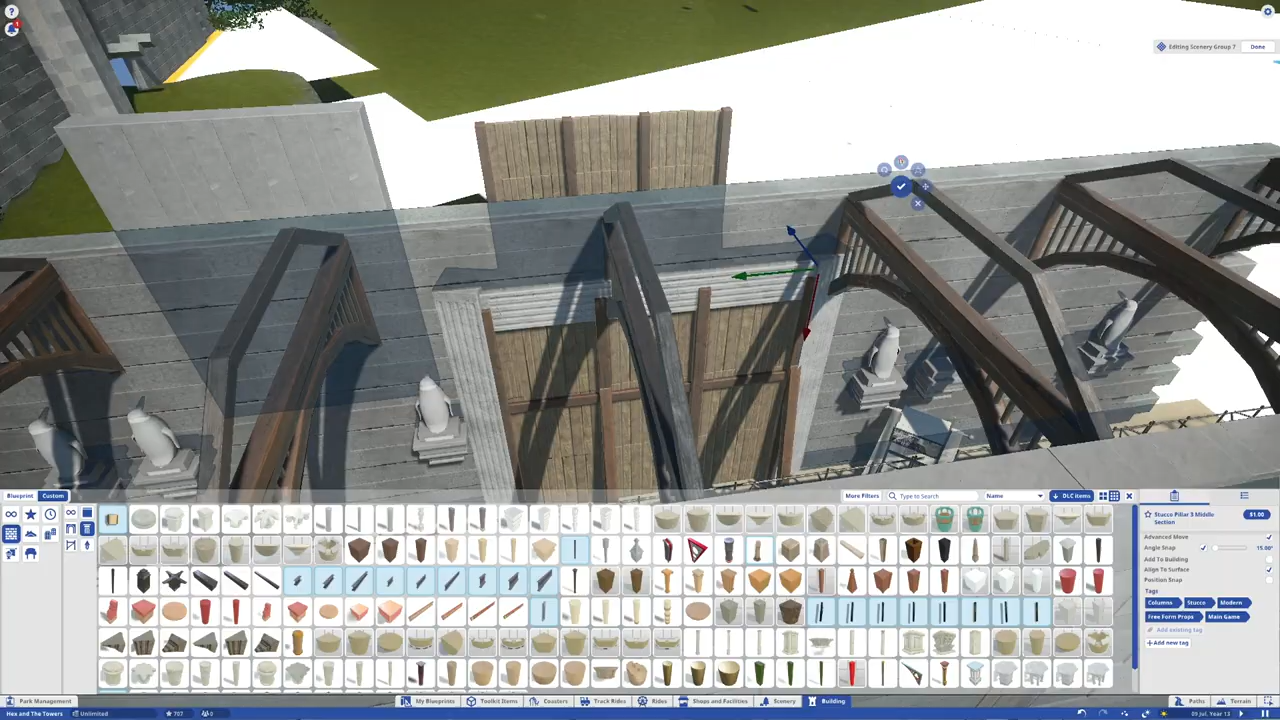 ?
1
Editing Scenery Group 7 Done
Blueprint Custom
More Filters Type to Search Name DLC items
Stucco Pillar 3 Middle Section $1.00
Advanced Move
Angle Snap 15.00°
Add To Building
Align To Surface
Position Snap
Tags
Columns Stucco Modern
Free Form Props Main Game
Add existing tag
+Add new tag
Park Management My Blueprints Toolkit Items Coasters Track Rides Rides Shops and Facilities Scenery Building Paths Terrain
Hex and The Towers Unlimited 707 0 09 Jul, Year 13